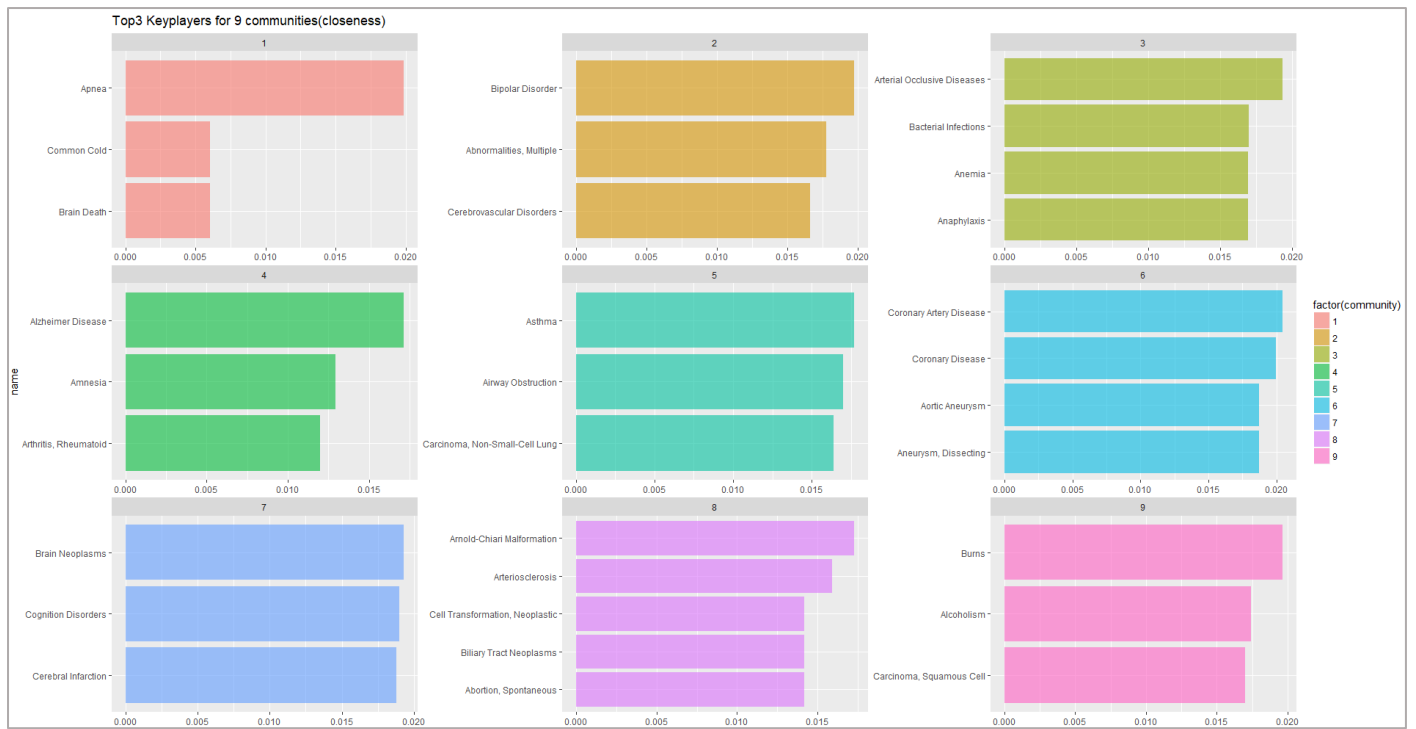 Top3 Keyplayers for 9 communities(closeness)
name
1
Apnea
Common Cold
Brain Death
0.000 0.005 0.010 0.015 0.020
2
Bipolar Disorder
Abnormalities, Multiple
Cerebrovascular Disorders
0.000 0.005 0.010 0.015 0.020
3
Arterial Occlusive Diseases
Bacterial Infections
Anemia
Anaphylaxis
0.000 0.005 0.010 0.015 0.020
4
Alzheimer Disease
Amnesia
Arthritis, Rheumatoid
0.000 0.005 0.010 0.015
5
Asthma
Airway Obstruction
Carcinoma, Non-Small-Cell Lung
0.000 0.005 0.010 0.015
6
Coronary Artery Disease
Coronary Disease
Aortic Aneurysm
Aneurysm, Dissecting
0.000 0.005 0.010 0.015 0.020
7
Brain Neoplasms
Cognition Disorders
Cerebral Infarction
0.000 0.005 0.010 0.015 0.020
8
Arnold-Chiari Malformation
Arteriosclerosis
Cell Transformation, Neoplastic
Biliary Tract Neoplasms
Abortion, Spontaneous
0.000 0.005 0.010 0.015
9
Burns
Alcoholism
Carcinoma, Squamous Cell
0.000 0.005 0.010 0.015 0.020
factor(community)
1
2
3
4
5
6
7
8
9